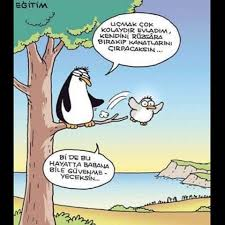 EĞİTİM
UÇMAK ÇOK
KOLAYDIR EVLADIM,
KENDİNİ RÜZGÂRA
BIRAKIP KANATLARINI
ÇIRPACAKSIN...
Bİ DE BU
HAYATTA BABANA
BİLE GÜVENME-
YECEKSİN...